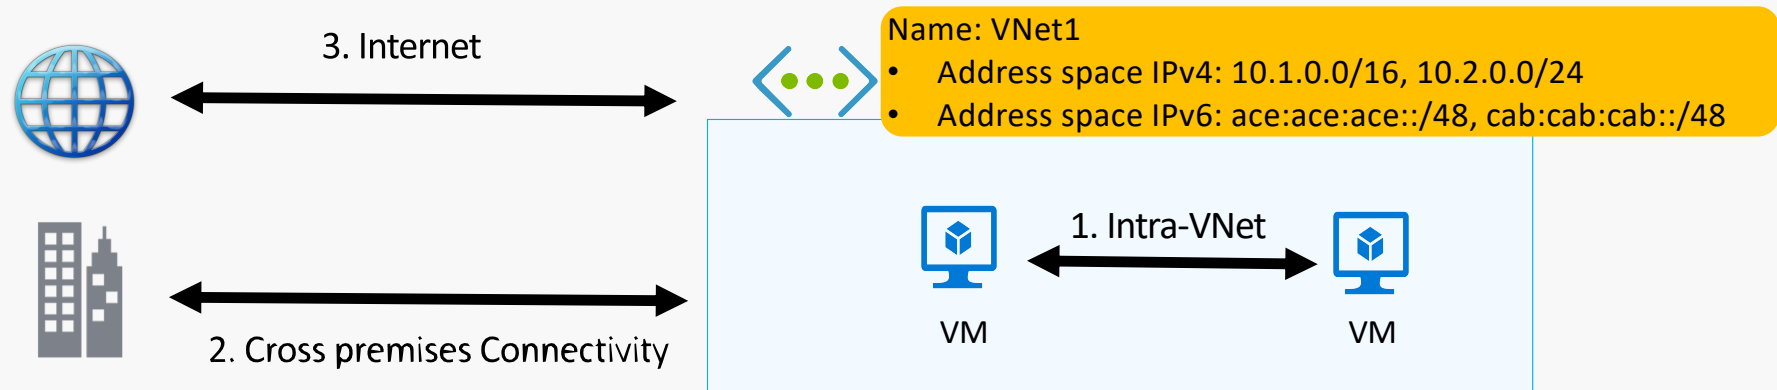 3. Internet
Name: VNet1
• Address space IPv4: 10.1.0.0/16, 10.2.0.0/24
• Address space IPv6: ace:ace:ace::/48, cab:cab:cab::/48
1. Intra-VNet
VM
VM
2. Cross premises Connectivity